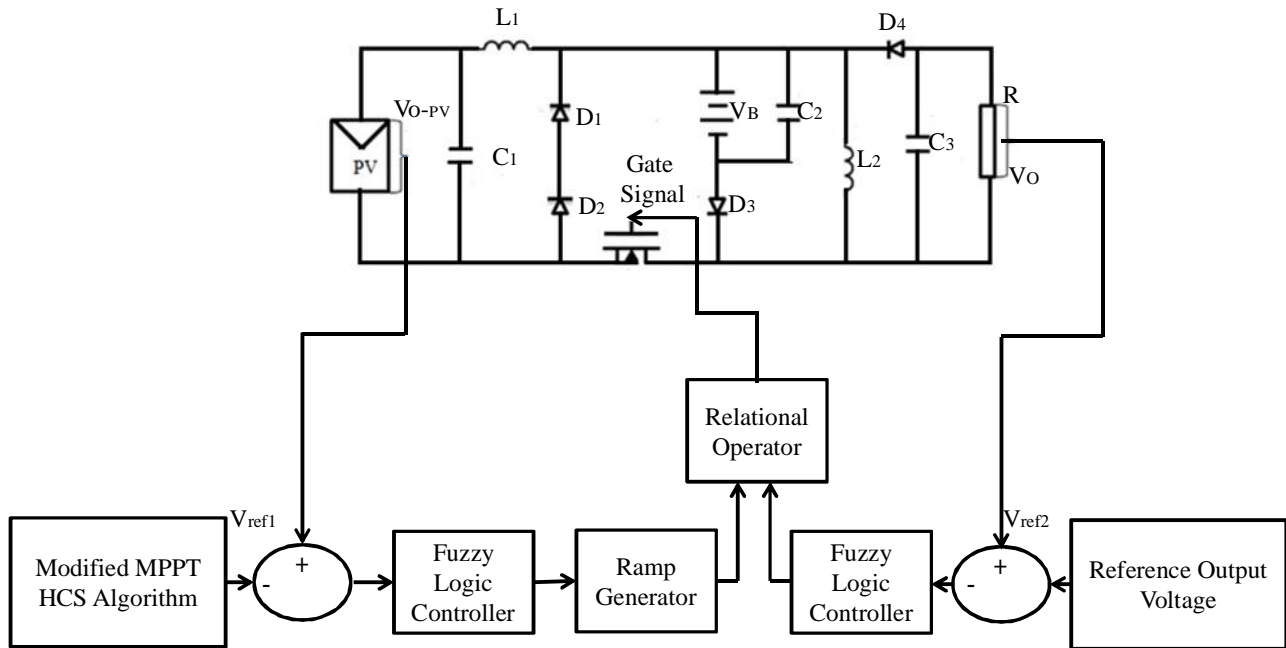 L1
D4
VO-PV
PV
C1
D1
D2
Gate
Signal
VB
C2
D3
L2
C3
R
VO
Relational
Operator
Vref1
Vref2
Modified MPPT
HCS Algorithm
+
-
Fuzzy
Logic
Controller
Ramp
Generator
Fuzzy
Logic
Controller
+
-
Reference Output
Voltage